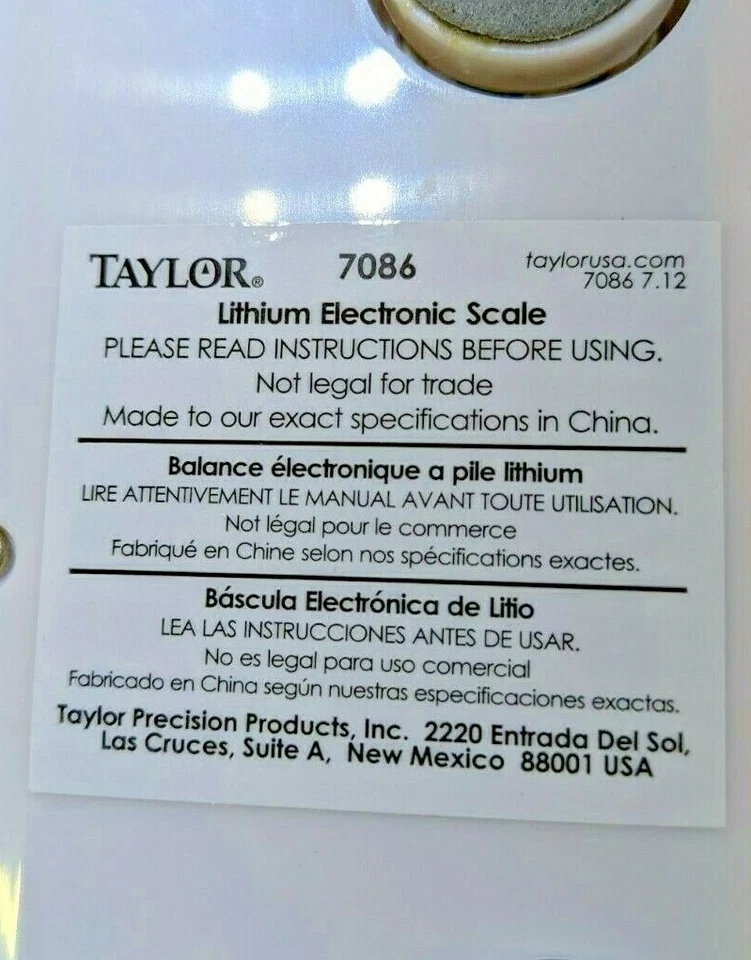 TAYLOR® 7086 taylorusa.com
7086 7.12
Lithium Electronic Scale
PLEASE READ INSTRUCTIONS BEFORE USING.
Not legal for trade
Made to our exact specifications in China.
Balance électronique a pile lithium
LIRE ATTENTIVEMENT LE MANUAL AVANT TOUTE UTILISATION.
Not légal pour le commerce
Fabriqué en Chine selon nos spécifications exactes.
Báscula Electrónica de Litio
LEA LAS INSTRUCCIONES ANTES DE USAR.
No es legal para uso comercial
Fabricado en China según nuestras especificaciones exactas.
Taylor Precision Products, Inc. 2220 Entrada Del Sol,
Las Cruces, Suite A, New Mexico 88001 USA